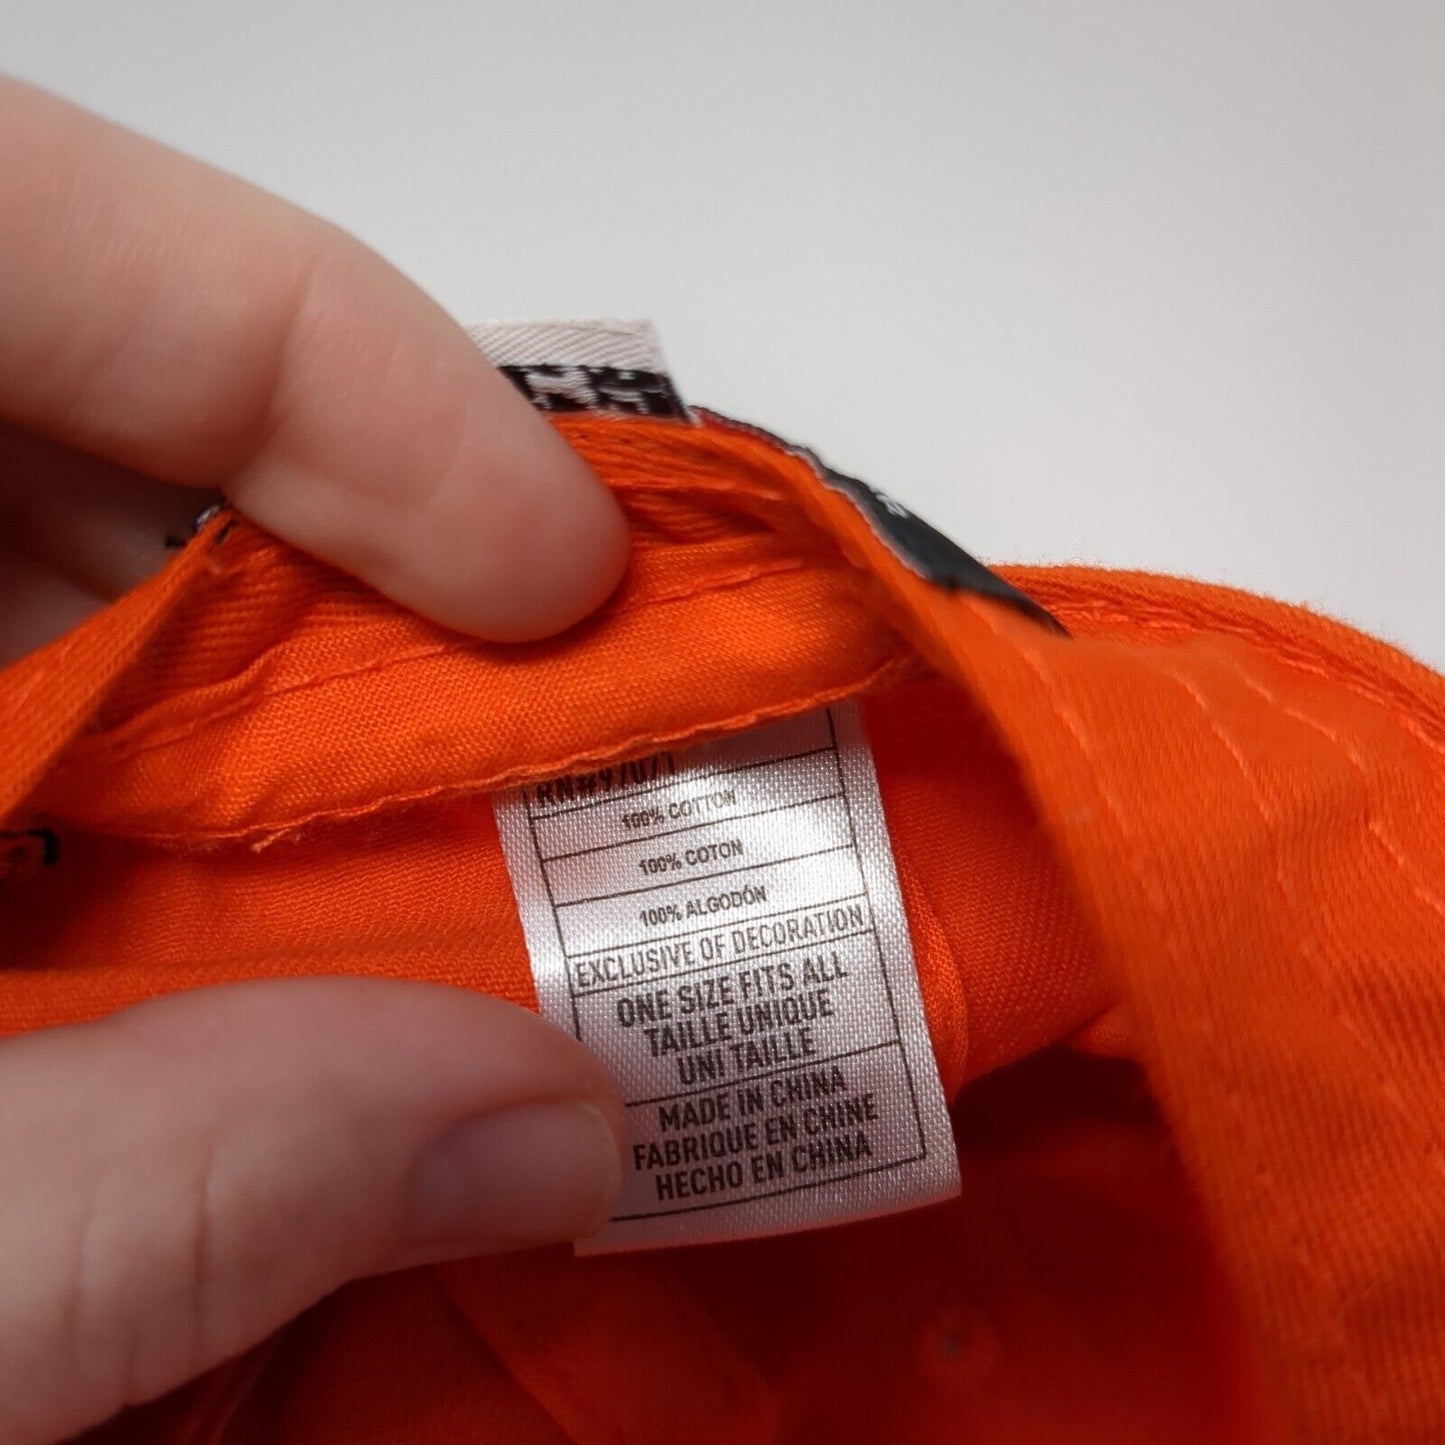 RN#97071
100% COTTON
100% COTON
100% ALGODÓN
EXCLUSIVE OF DECORATION
ONE SIZE FITS ALL
TAILLE UNIQUE
UNI TAILLE
MADE IN CHINA
FABRIQUE EN CHINE
HECHO EN CHINA